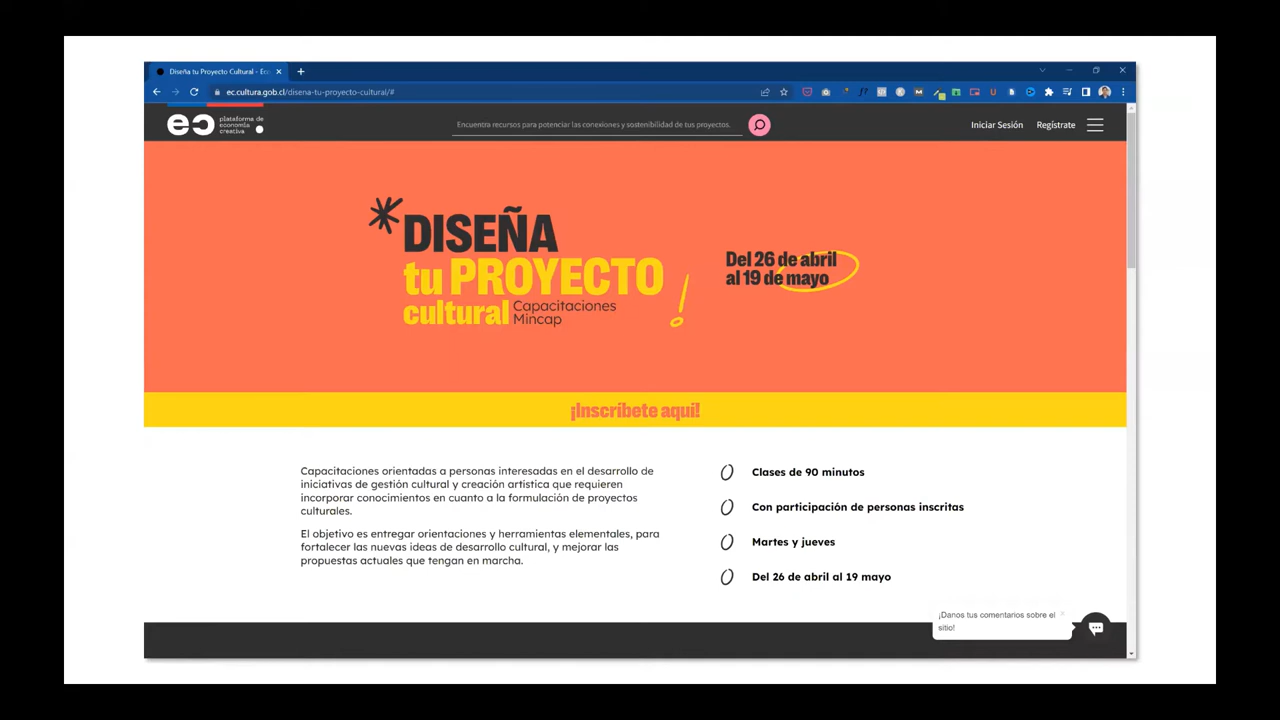 Diseña tu Proyecto Cultural - Eco
ec.cultura.gob.cl/disena-tu-proyecto-cultural/#
ec plataforma de
economía
creativa
Encuentra recursos para potenciar las conexiones y sostenibilidad de tus proyectos.
Iniciar Sesión Regístrate
DISEÑA
tu PROYECTO
cultural Capacitaciones
Mincap
Del 26 de abril
al 19 de mayo
¡Inscríbete aquí!
Capacitaciones orientadas a personas interesadas en el desarrollo de
iniciativas de gestión cultural y creación artística que requieren
incorporar conocimientos en cuanto a la formulación de proyectos
culturales.
El objetivo es entregar orientaciones y herramientas elementales, para
fortalecer las nuevas ideas de desarrollo cultural, y mejorar las
propuestas actuales que tengan en marcha.
Clases de 90 minutos
Con participación de personas inscritas
Martes y jueves
Del 26 de abril al 19 mayo
¡Danos tus comentarios sobre el
sitio!